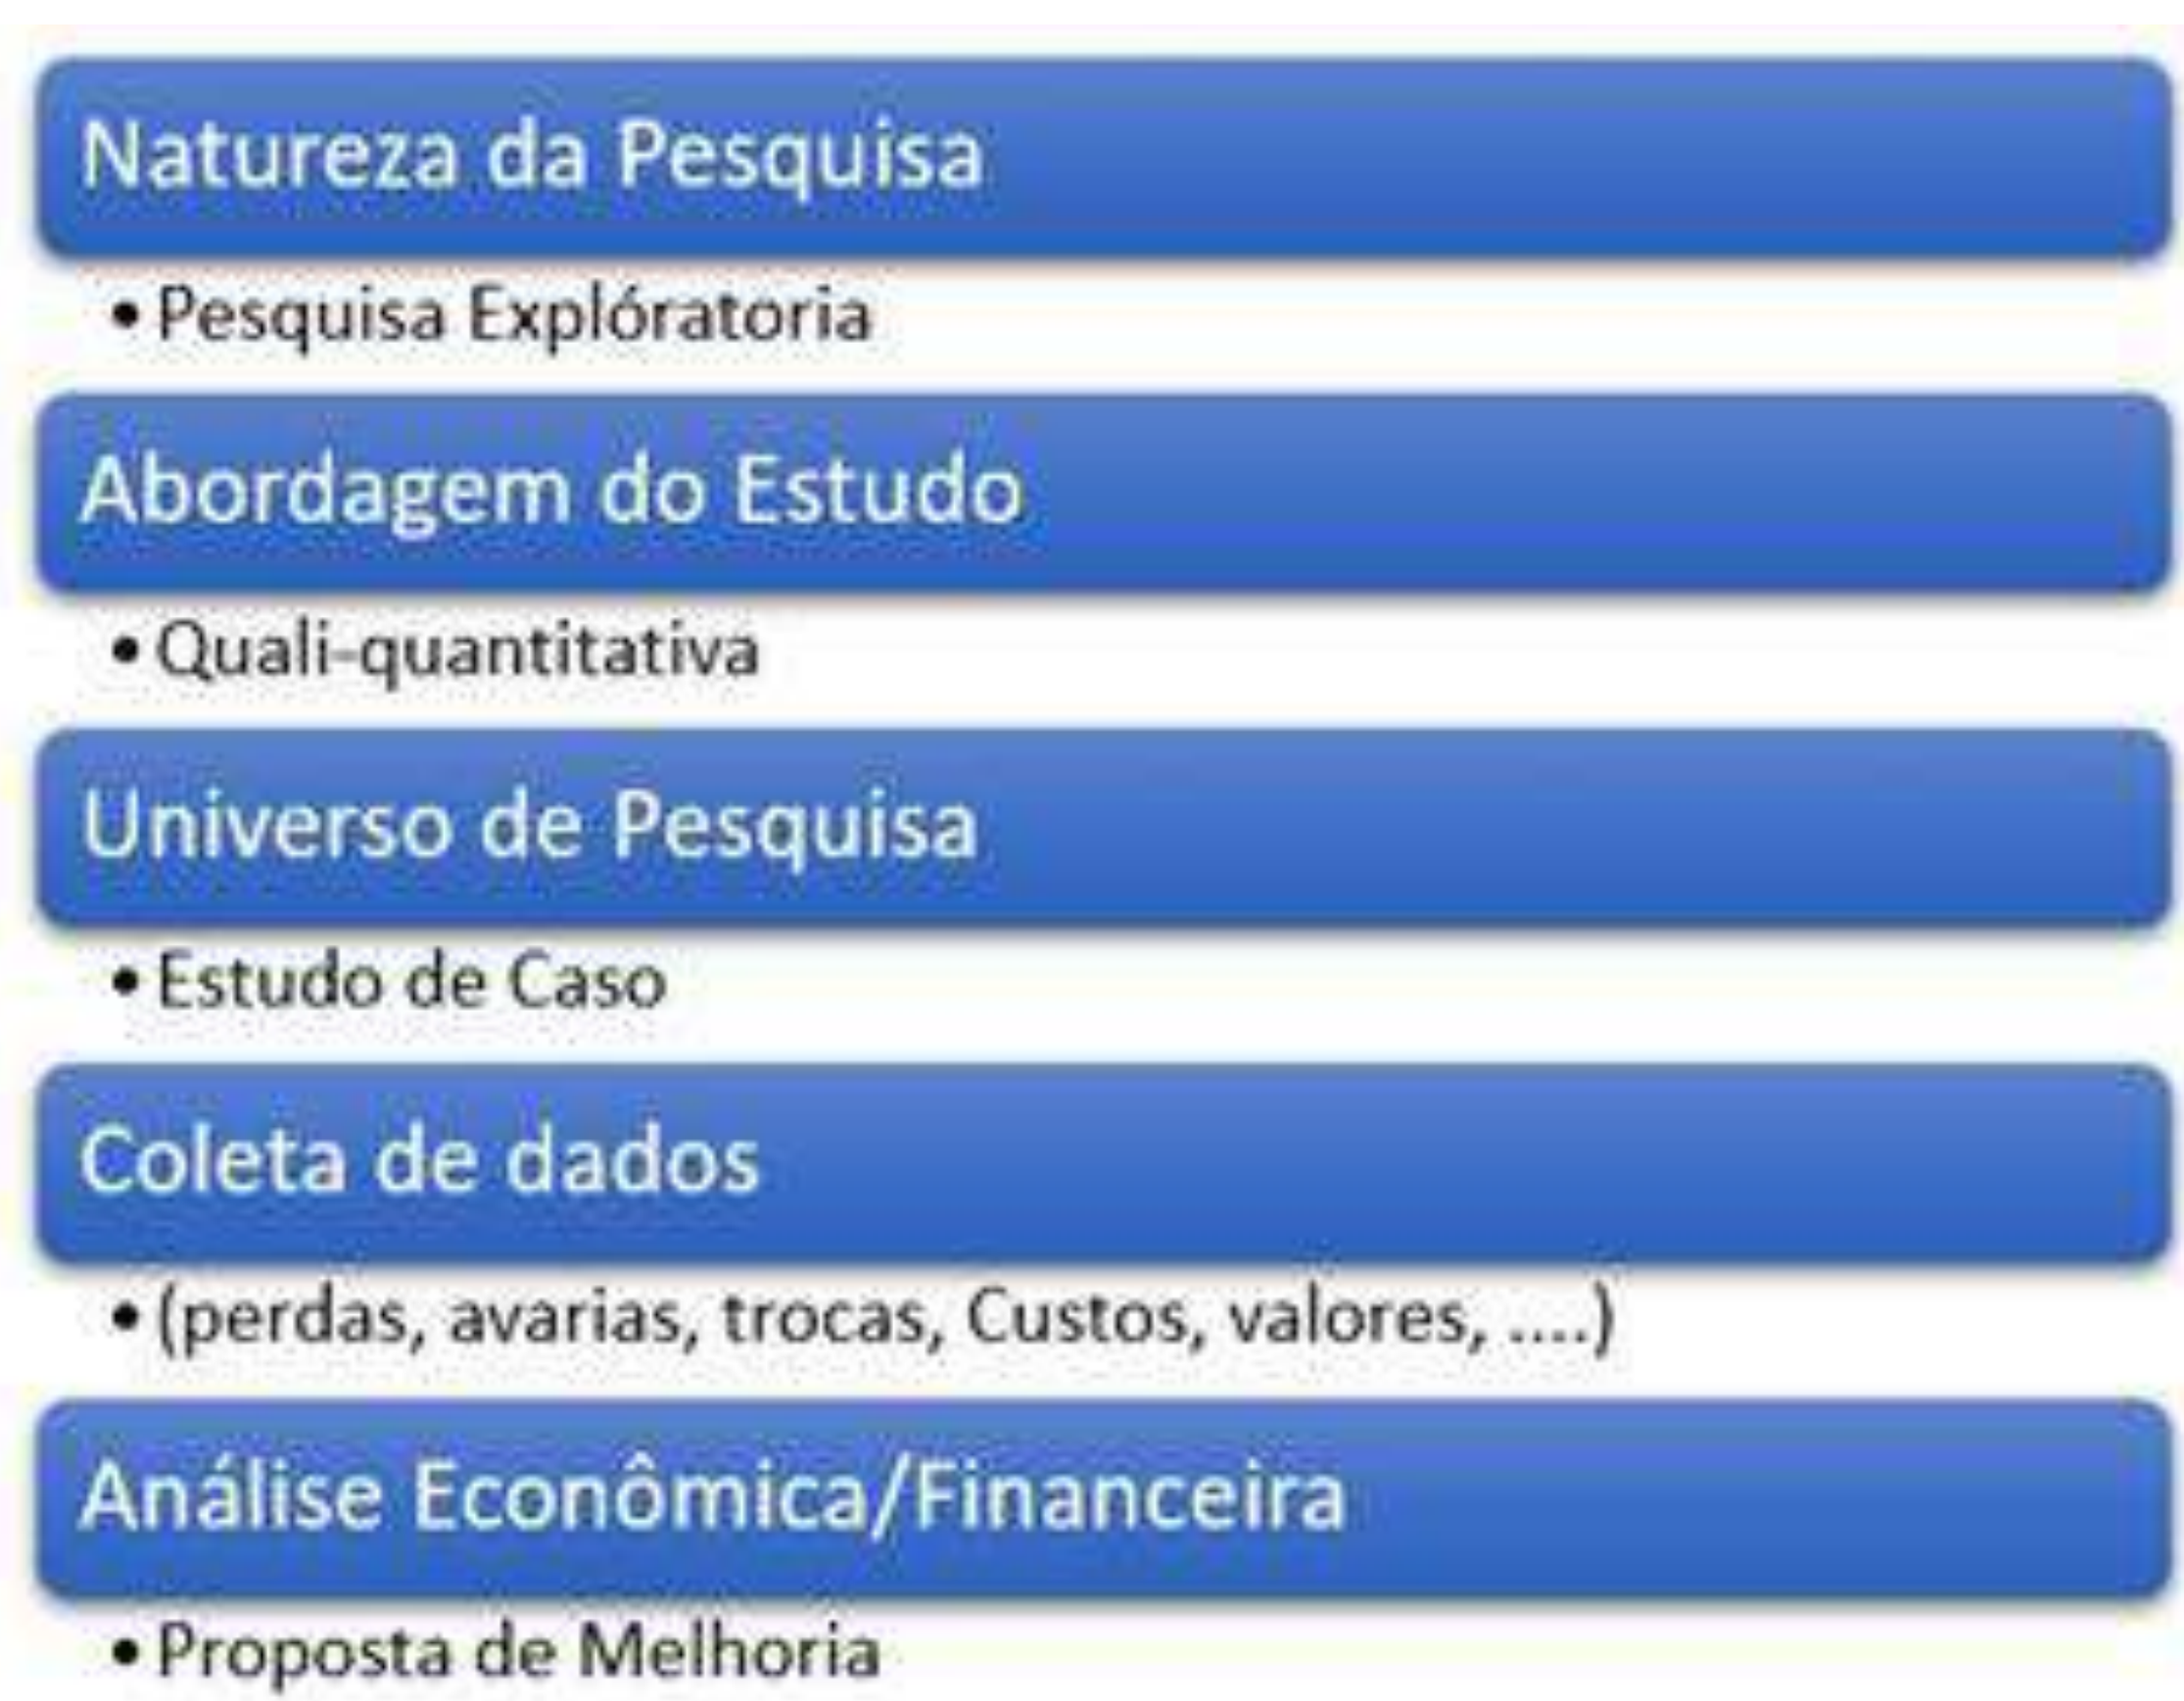 Natureza da Pesquisa
• Pesquisa Explóratoria
Abordagem do Estudo
• Quali-quantitativa
Universo de Pesquisa
• Estudo de Caso
Coleta de dados
• (perdas, avarias, trocas, Custos, valores, ....)
Análise Econômica/Financeira
• Proposta de Melhoria